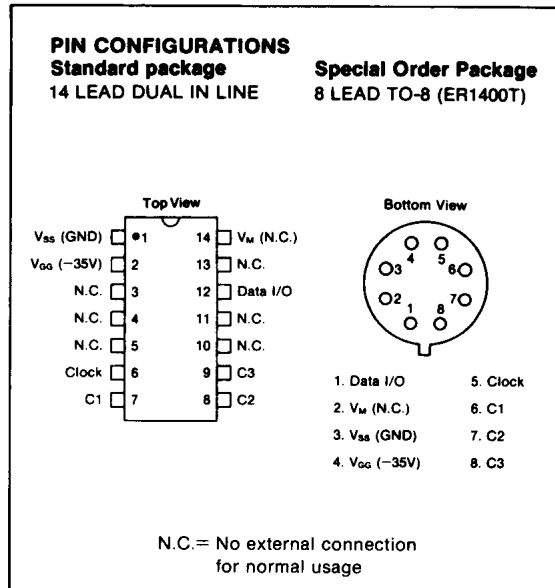 PIN CONFIGURATIONS
Standard package
14 LEAD DUAL IN LINE
Special Order Package
8 LEAD TO-8 (ER1400T)
Top View
VSS (GND) 1 14 VM (N.C.)
VGG (−35V) 2 13 N.C.
N.C. 3 12 Data I/O
N.C. 4 11 N.C.
N.C. 5 10 N.C.
Clock 6 9 C3
C1 7 8 C2
Bottom View
4 5
3 6
2 7
1 8
1. Data I/O 5. Clock
2. VM (N.C.) 6. C1
3. VSS (GND) 7. C2
4. VGG (−35V) 8. C3
N.C.= No external connection
for normal usage